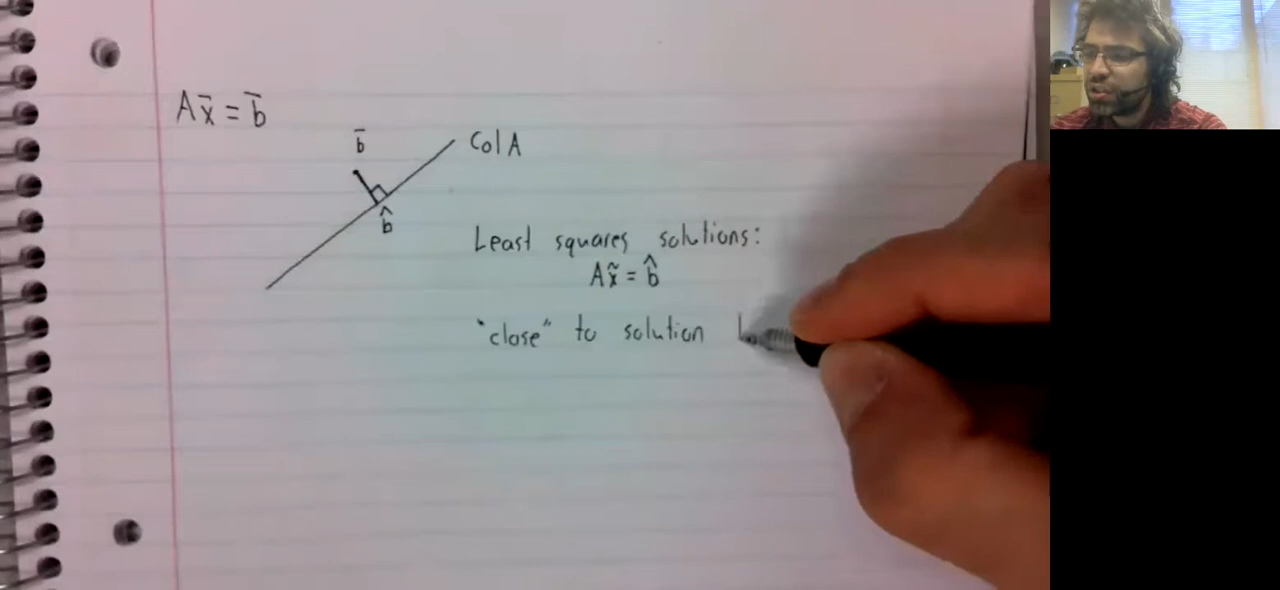 Ax̄ = b̄
b̄
Col A
b̂
Least squares solutions:
Ax̃ = b̂
"close" to solution